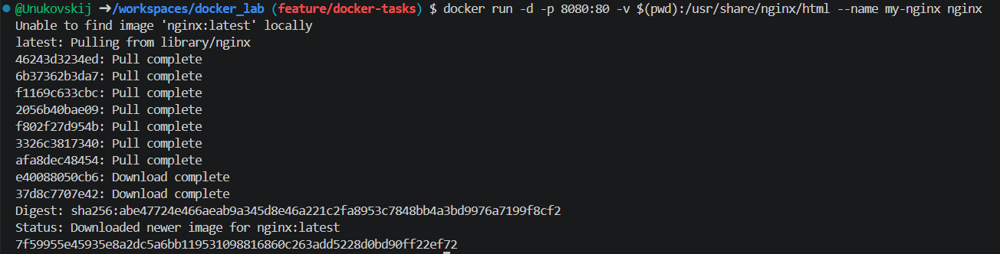 @Unukovskij ➜/workspaces/docker_lab (feature/docker-tasks) $ docker run -d -p 8080:80 -v $(pwd):/usr/share/nginx/html --name my-nginx nginx
Unable to find image 'nginx:latest' locally
latest: Pulling from library/nginx
46243d3234ed: Pull complete
6b37362b3da7: Pull complete
f1169c633cbc: Pull complete
2056b40bae09: Pull complete
f802f27d954b: Pull complete
3326c3817340: Pull complete
afa8dec48454: Pull complete
e40088050cb6: Download complete
37d8c7707e42: Download complete
Digest: sha256:abe47724e466aeab9a345d8e46a221c2fa8953c7848bb4a3bd9976a7199f8cf2
Status: Downloaded newer image for nginx:latest
7f59955e45935e8a2dc5a6bb119531098816860c263add5228d0bd90ff22ef72